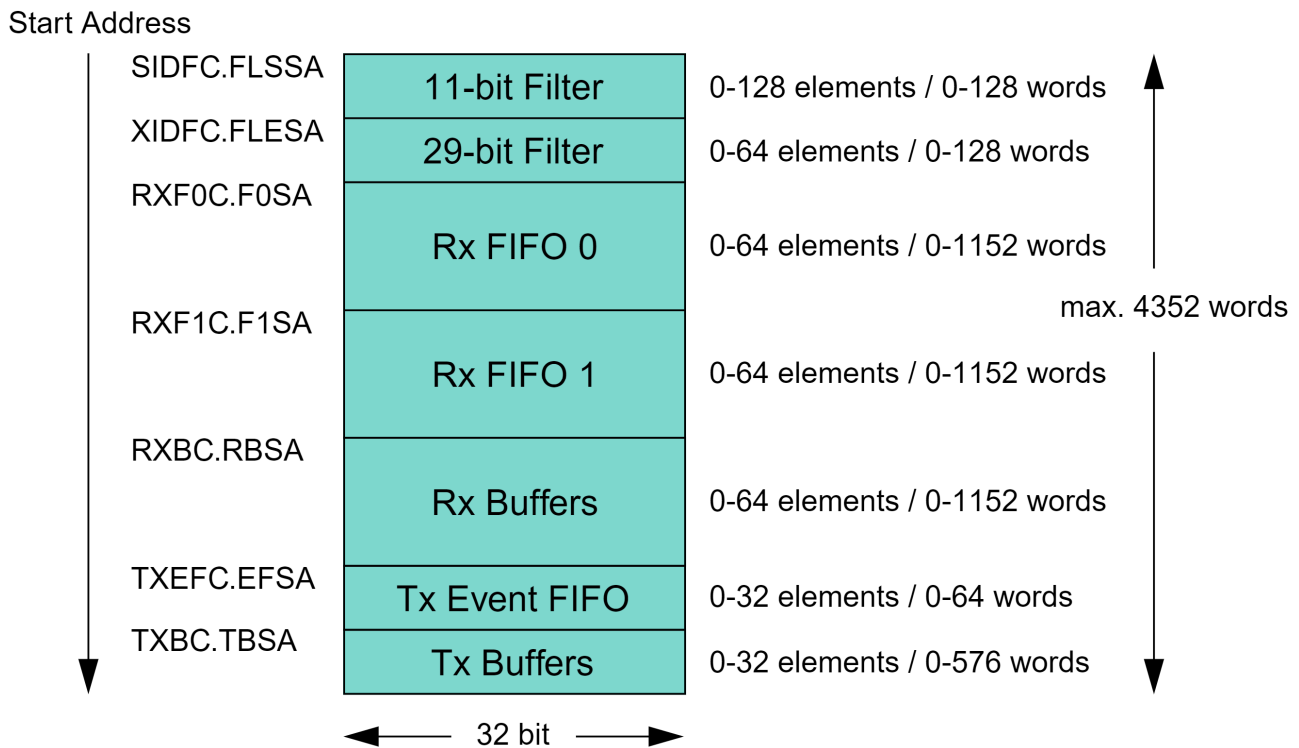 Start Address
SIDFC.FLSSA
11-bit Filter
0-128 elements / 0-128 words
XIDFC.FLESA
29-bit Filter
0-64 elements / 0-128 words
RXF0C.F0SA
Rx FIFO 0
0-64 elements / 0-1152 words
max. 4352 words
RXF1C.F1SA
Rx FIFO 1
0-64 elements / 0-1152 words
RXBC.RBSA
Rx Buffers
0-64 elements / 0-1152 words
TXEFC.EFSA
Tx Event FIFO
0-32 elements / 0-64 words
TXBC.TBSA
Tx Buffers
0-32 elements / 0-576 words
32 bit